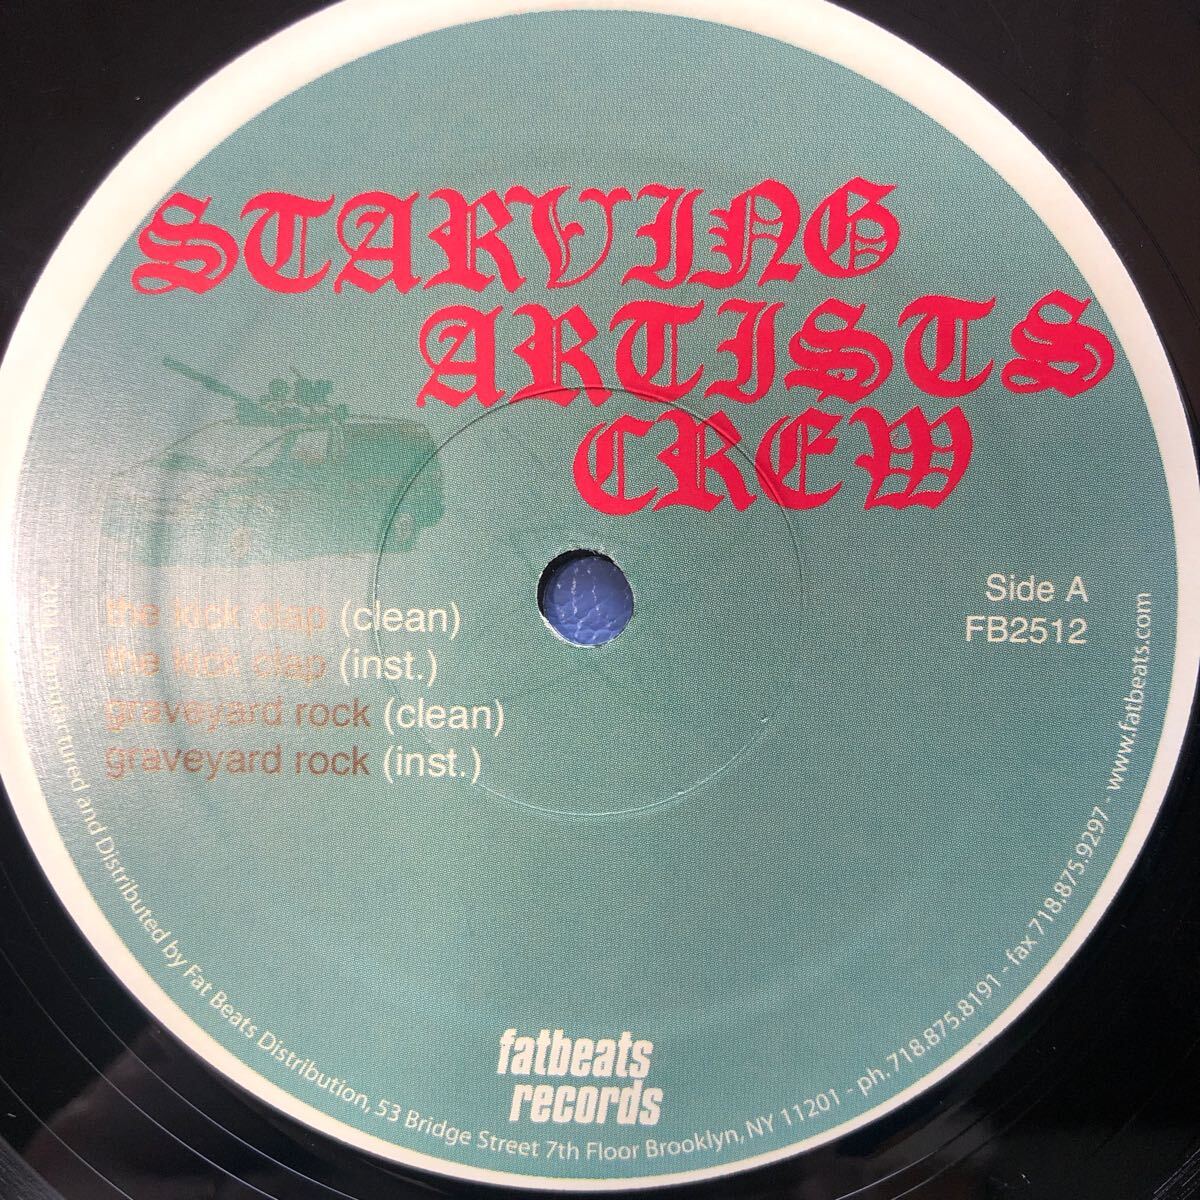 STARVING
ARTISTS
CREW
Side A
FB2512
the kick clap (clean)
the kick clap (inst.)
graveyard rock (clean)
graveyard rock (inst.)
fatbeats
records
Manufactured and Distributed by Fat Beats Distribution, 53 Bridge Street 7th Floor Brooklyn, NY 11201 - ph. 718.875.8191 - fax 718.875.9297 - www.fatbeats.com